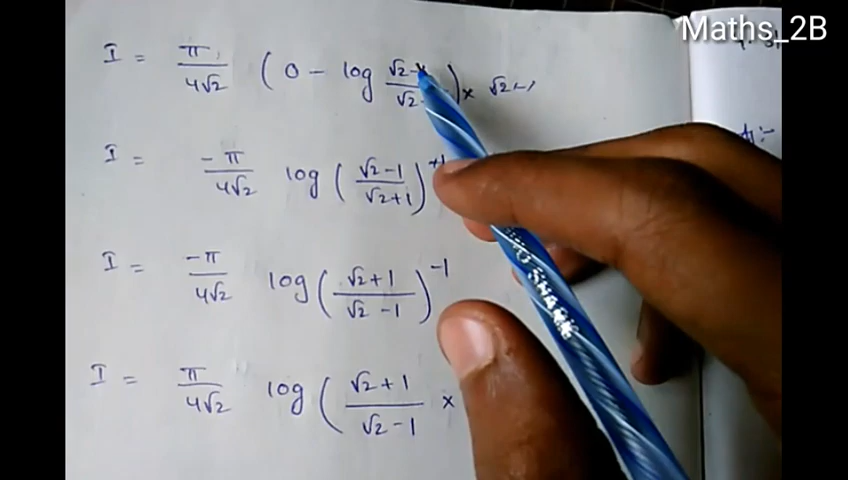 Maths_2B
I = π/4√2 ( 0 - log √2-1/√2 ) × √2-1
I = -π/4√2 log ( √2-1/√2+1 )^+1
I = -π/4√2 log ( √2+1/√2-1 )^-1
I = π/4√2 log ( √2+1/√2-1 ×